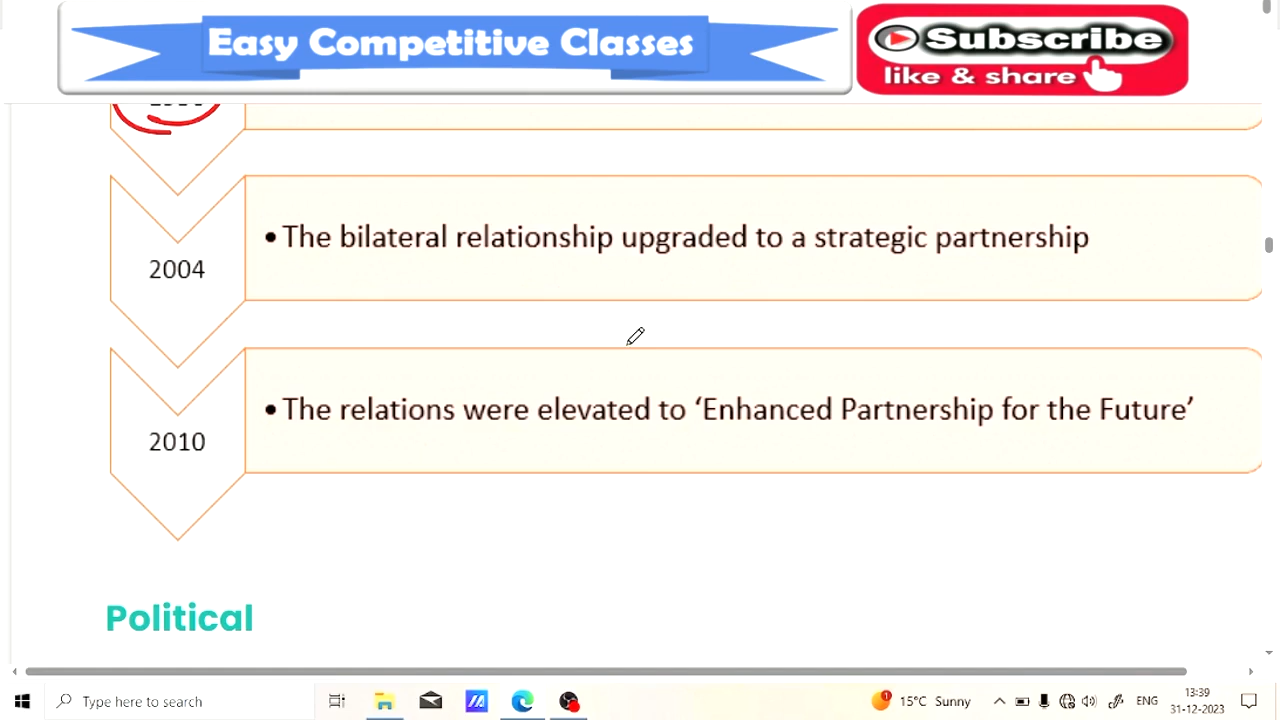 Easy Competitive Classes
Subscribe
like & share
• The bilateral relationship upgraded to a strategic partnership
2004
• The relations were elevated to ‘Enhanced Partnership for the Future’
2010
Political
Type here to search
1
15°C Sunny
ENG
13:39
31-12-2023